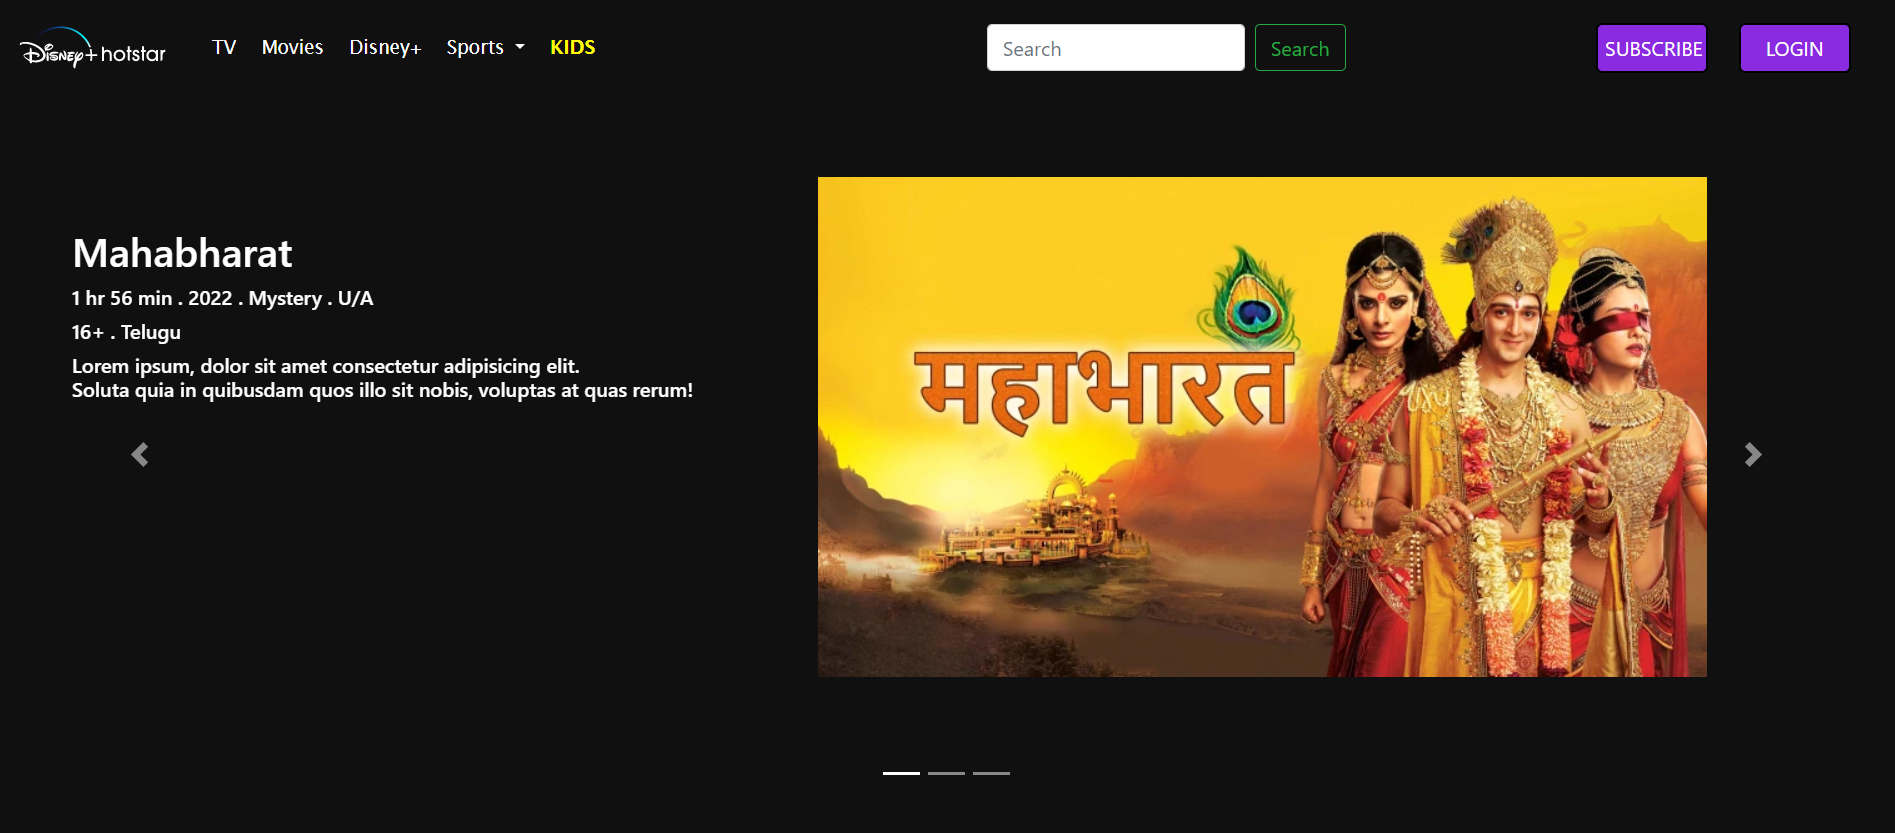 Disney+ hotstar
TV Movies Disney+ Sports KIDS
Search
Search
SUBSCRIBE
LOGIN
Mahabharat
1 hr 56 min . 2022 . Mystery . U/A
16+ . Telugu
Lorem ipsum, dolor sit amet consectetur adipisicing elit.
Soluta quia in quibusdam quos illo sit nobis, voluptas at quas rerum!
महाभारत